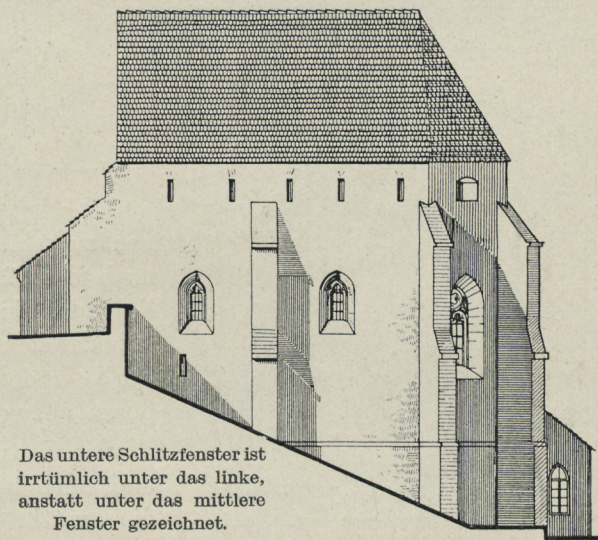 Das untere Schlitzfenster ist
irrtümlich unter das linke,
anstatt unter das mittlere
Fenster gezeichnet.